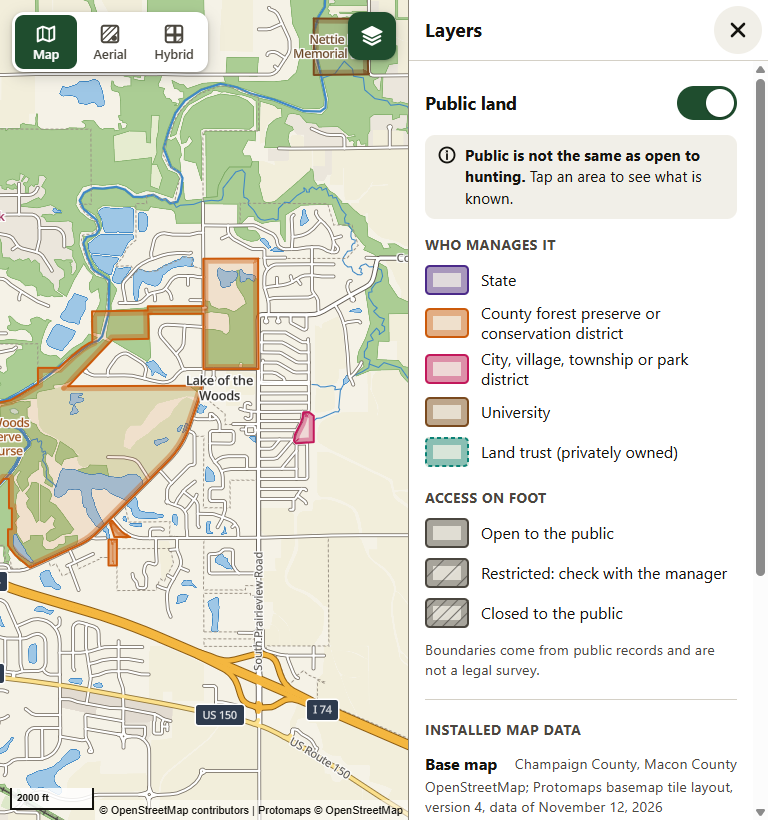 Map
Aerial
Hybrid
Nettie
Memorial
Lake of the
Woods
Woods
erve
urse
South Prairieview Road
US 150
I 74
US Route 150
2000 ft
© OpenStreetMap contributors | Protomaps © OpenStreetMap
Layers
Public land
Public is not the same as open to
hunting. Tap an area to see what is
known.
WHO MANAGES IT
State
County forest preserve or
conservation district
City, village, township or park
district
University
Land trust (privately owned)
ACCESS ON FOOT
Open to the public
Restricted: check with the manager
Closed to the public
Boundaries come from public records and are
not a legal survey.
INSTALLED MAP DATA
Base map Champaign County, Macon County
OpenStreetMap; Protomaps basemap tile layout,
version 4, data of November 12, 2026